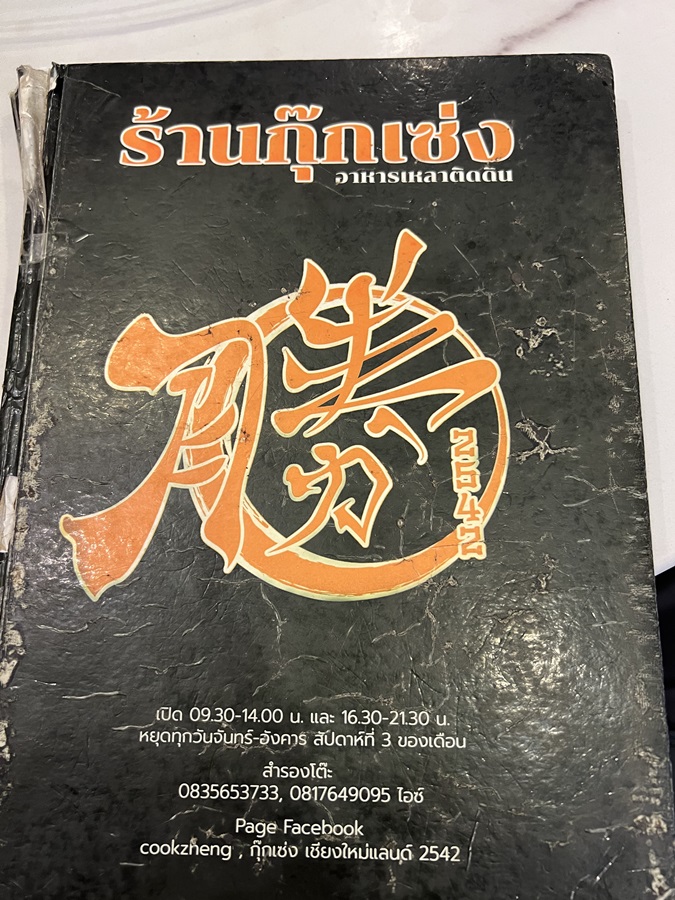 ร้านกุ๊กเซ่ง
อาหารเหลาติดดิน
勝
2542
เปิด 09.30-14.00 น. และ 16.30-21.30 น.
หยุดทุกวันจันทร์-อังคาร สัปดาห์ที่ 3 ของเดือน
สำรองโต๊ะ
0835653733, 0817649095 ไอซ์
Page Facebook
cookzheng , กุ๊กเซ่ง เชียงใหม่แลนด์ 2542